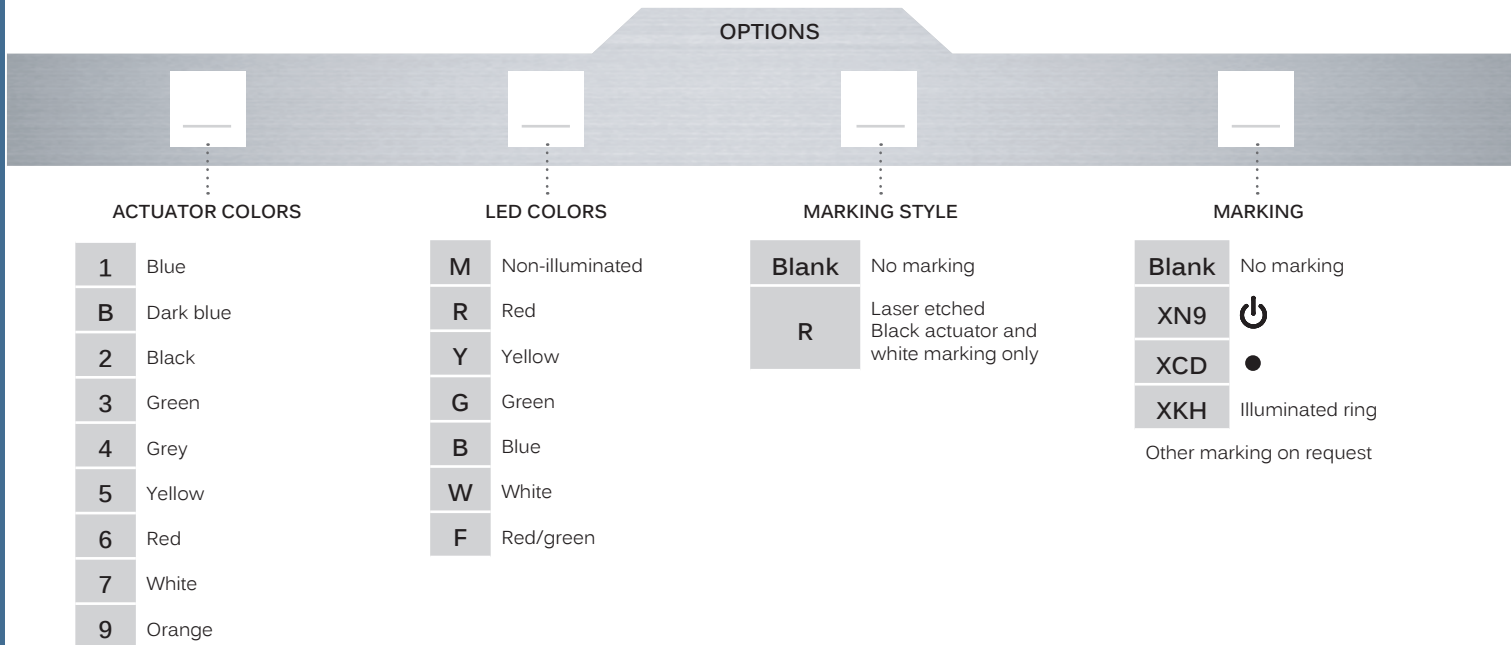 OPTIONS
ACTUATOR COLORS
1 Blue
B Dark blue
2 Black
3 Green
4 Grey
5 Yellow
6 Red
7 White
9 Orange
LED COLORS
M Non-illuminated
R Red
Y Yellow
G Green
B Blue
W White
F Red/green
MARKING STYLE
Blank No marking
R Laser etched
Black actuator and
white marking only
MARKING
Blank No marking
XN9
XCD
XKH Illuminated ring
Other marking on request